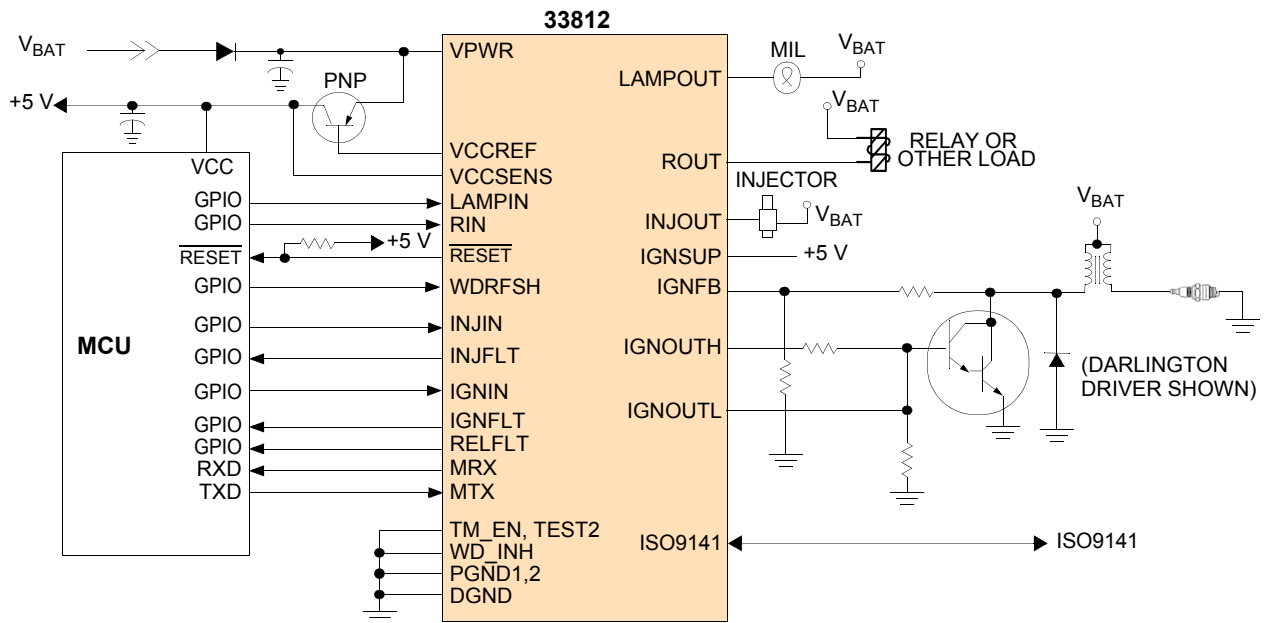 33812
VBAT
VPWR
MIL
VBAT
LAMPOUT
PNP
+5 V
VBAT
RELAY OR
OTHER LOAD
VCCREF
VCC
VCCSENS
ROUT
INJECTOR
GPIO
LAMPIN
GPIO
RIN
INJOUT
VBAT
VBAT
+5 V
RESET
RESET
IGNSUP
+5 V
GPIO
WDRFSH
IGNFB
GPIO
INJIN
MCU
GPIO
INJFLT
IGNOUTH
(DARLINGTON
DRIVER SHOWN)
GPIO
IGNIN
IGNOUTL
GPIO
IGNFLT
GPIO
RELFLT
RXD
MRX
TXD
MTX
TM_EN, TEST2
WD_INH
PGND1,2
DGND
ISO9141
ISO9141